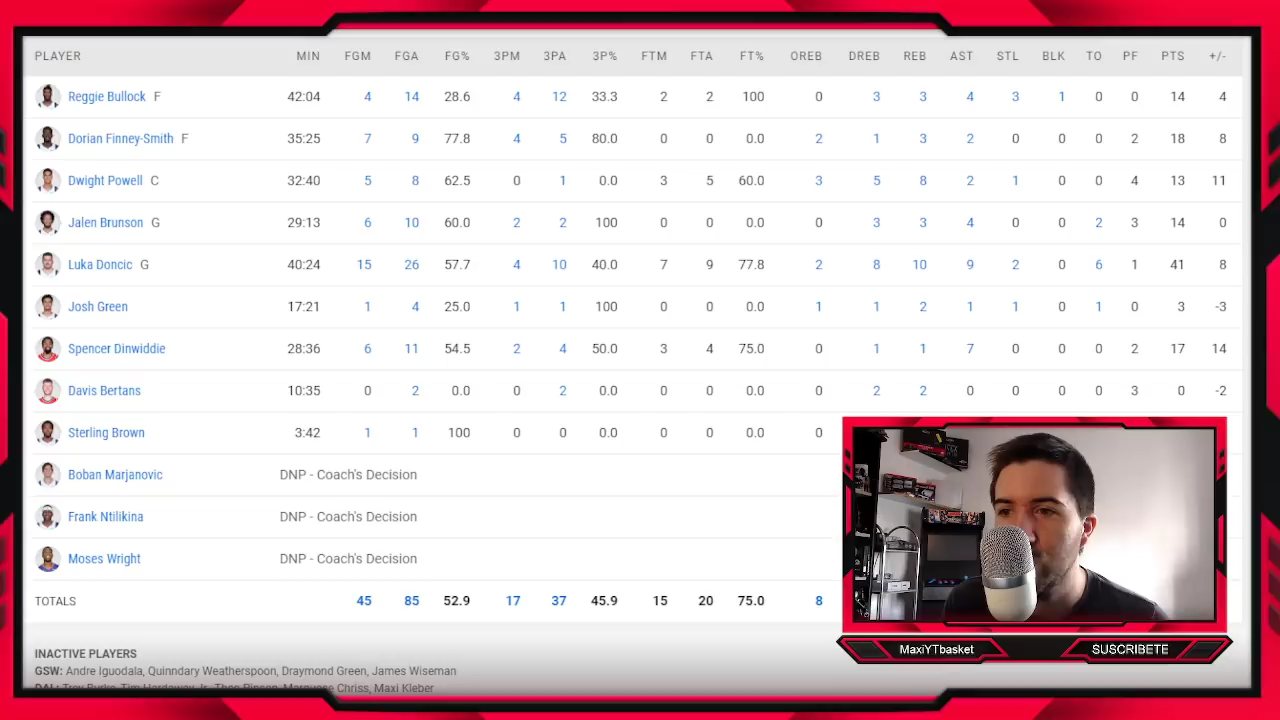 PLAYER MIN FGM FGA FG% 3PM 3PA 3P% FTM FTA FT% OREB DREB REB AST STL BLK TO PF PTS +/-
Reggie Bullock F 42:04 4 14 28.6 4 12 33.3 2 2 100 0 3 3 4 3 1 0 0 14 4
Dorian Finney-Smith F 35:25 7 9 77.8 4 5 80.0 0 0 0.0 2 1 3 2 0 0 0 2 18 8
Dwight Powell C 32:40 5 8 62.5 0 1 0.0 3 5 60.0 3 5 8 2 1 0 0 4 13 11
Jalen Brunson G 29:13 6 10 60.0 2 2 100 0 0 0.0 0 3 3 4 0 0 2 3 14 0
Luka Doncic G 40:24 15 26 57.7 4 10 40.0 7 9 77.8 2 8 10 9 2 0 6 1 41 8
Josh Green 17:21 1 4 25.0 1 1 100 0 0 0.0 1 1 2 1 1 0 1 0 3 -3
Spencer Dinwiddie 28:36 6 11 54.5 2 4 50.0 3 4 75.0 0 1 1 7 0 0 0 2 17 14
Davis Bertans 10:35 0 2 0.0 0 2 0.0 0 0 0.0 0 2 2 0 0 0 0 3 0 -2
Sterling Brown 3:42 1 1 100 0 0 0.0 0 0 0.0 0
Boban Marjanovic DNP - Coach's Decision
Frank Ntilikina DNP - Coach's Decision
Moses Wright DNP - Coach's Decision
TOTALS 45 85 52.9 17 37 45.9 15 20 75.0 8
INACTIVE PLAYERS
GSW: Andre Iguodala, Quinndary Weatherspoon, Draymond Green, James Wiseman
DAL: Trey Burke, Tim Hardaway Jr., Theo Pinson, Marquese Chriss, Maxi Kleber
MaxiYTbasket
SUSCRIBETE